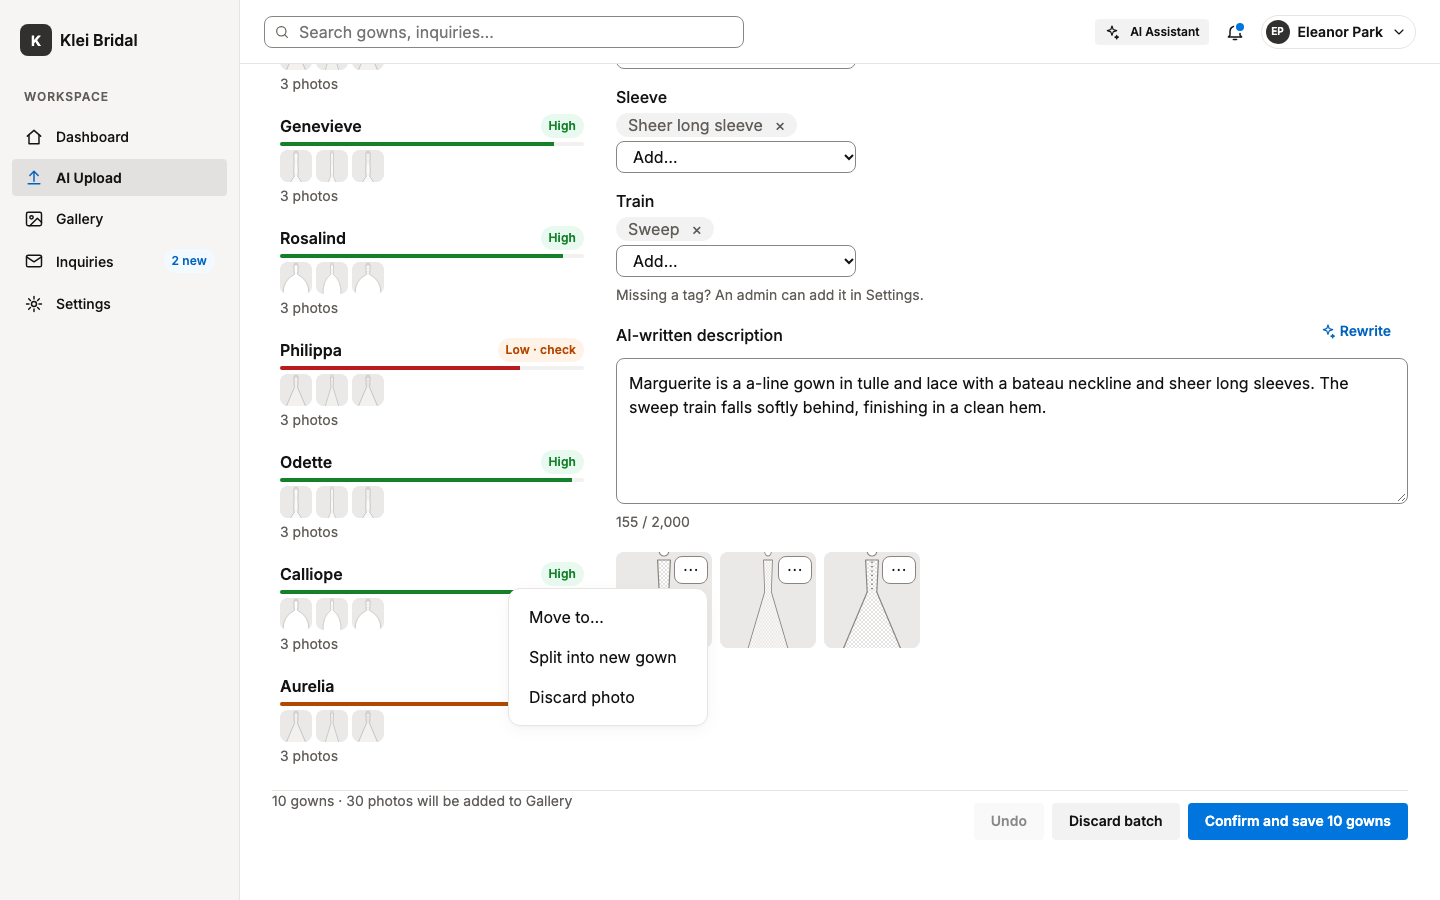 K Klei Bridal
WORKSPACE
Dashboard
AI Upload
Gallery
Inquiries 2 new
Settings
Search gowns, inquiries...
AI Assistant
EP Eleanor Park
3 photos
Genevieve High
3 photos
Rosalind High
3 photos
Philippa Low · check
3 photos
Odette High
3 photos
Calliope High
3 photos
Aurelia
3 photos
Sleeve
Sheer long sleeve ×
Add...
Train
Sweep ×
Add...
Missing a tag? An admin can add it in Settings.
AI-written description
Rewrite
Marguerite is a a-line gown in tulle and lace with a bateau neckline and sheer long sleeves. The
sweep train falls softly behind, finishing in a clean hem.
155 / 2,000
Move to...
Split into new gown
Discard photo
10 gowns · 30 photos will be added to Gallery
Undo
Discard batch
Confirm and save 10 gowns